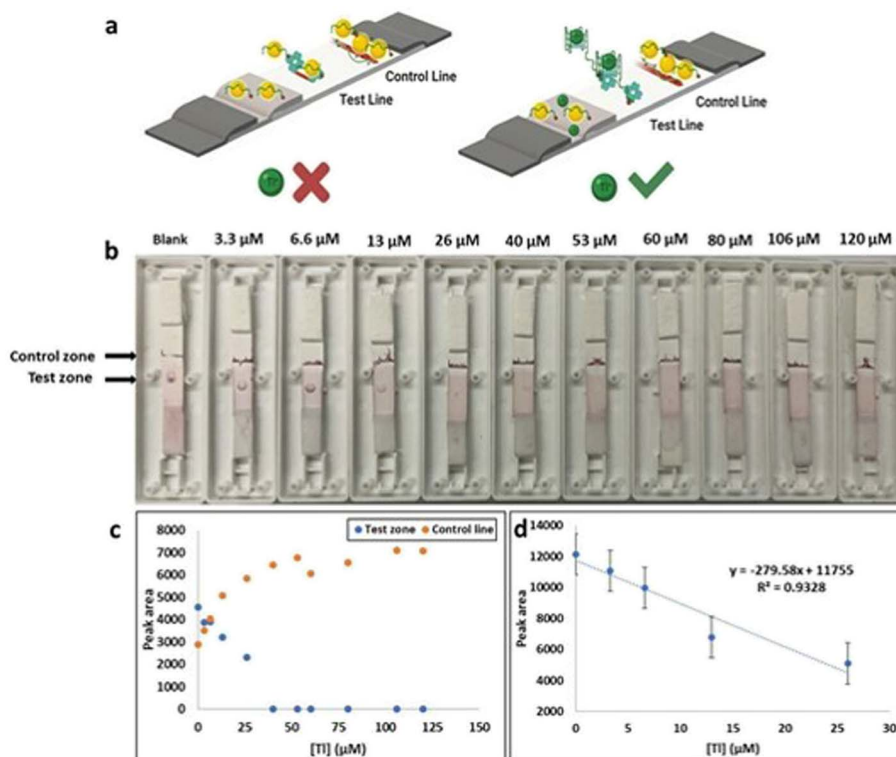 a
Control Line
Test Line
Control Line
Test Line
b
Blank 3.3 µM 6.6 µM 13 µM 26 µM 40 µM 53 µM 60 µM 80 µM 106 µM 120 µM
Control zone
Test zone
c
Test zone Control line
8000
7000
6000
5000
4000
3000
2000
1000
0
Peak area
0 25 50 75 100 125 150
[Tl] (µM)
d
14000
12000
10000
8000
6000
4000
2000
Peak area
y = -279.58x + 11755
R² = 0.9328
0 5 10 15 20 25 30
[Tl] (µM)